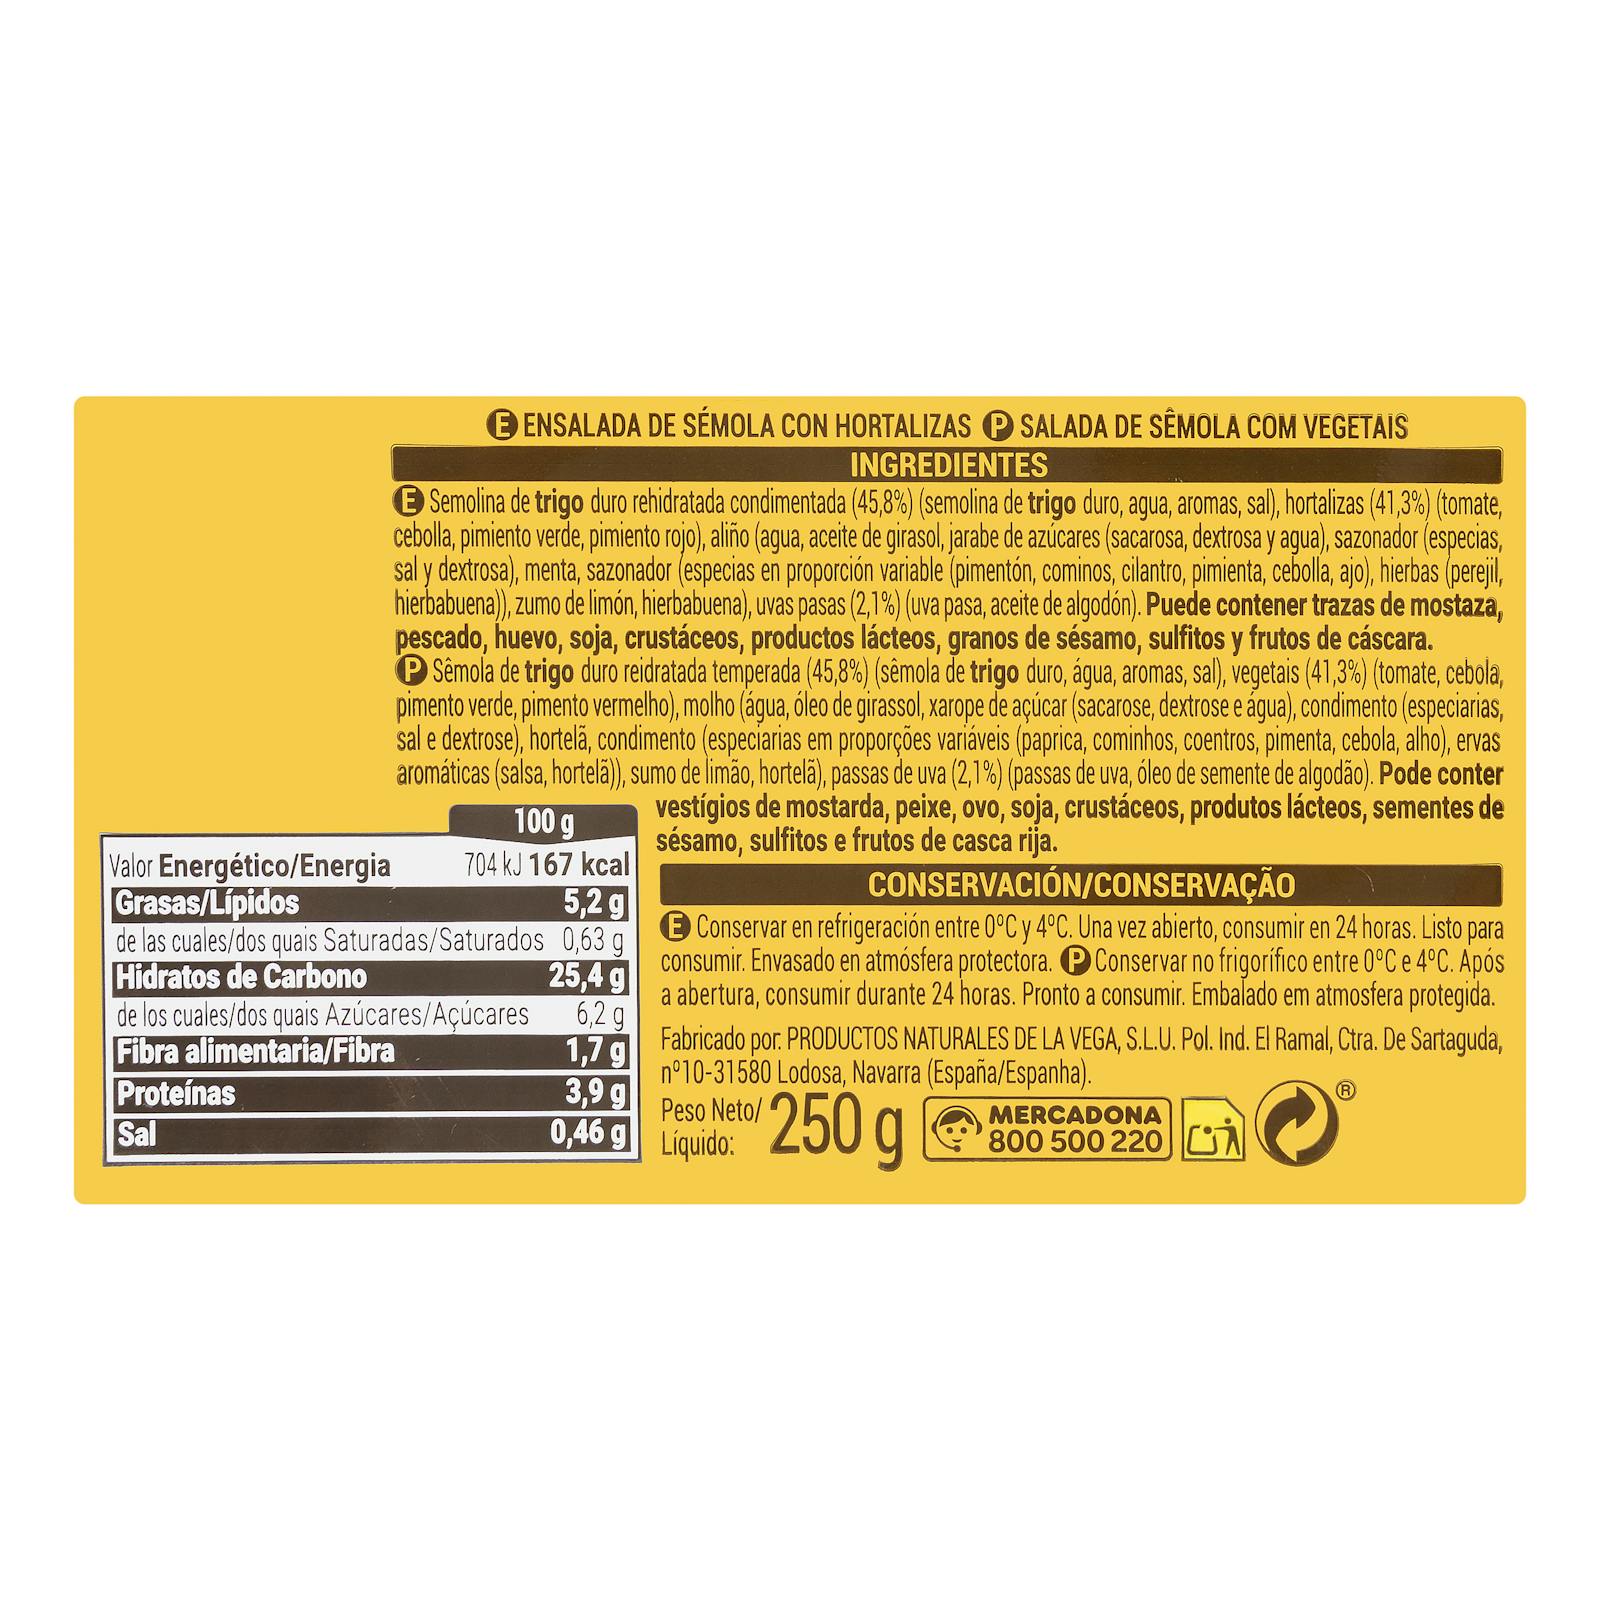 E ENSALADA DE SÉMOLA CON HORTALIZAS P SALADA DE SÊMOLA COM VEGETAIS
INGREDIENTES
E Semolina de trigo duro rehidratada condimentada (45,8%) (semolina de trigo duro, agua, aromas, sal), hortalizas (41,3%) (tomate,
cebolla, pimiento verde, pimiento rojo), aliño (agua, aceite de girasol, jarabe de azúcares (sacarosa, dextrosa y agua), sazonador (especias,
sal y dextrosa), menta, sazonador (especias en proporción variable (pimentón, cominos, cilantro, pimienta, cebolla, ajo), hierbas (perejil,
hierbabuena)), zumo de limón, hierbabuena), uvas pasas (2,1%) (uva pasa, aceite de algodón). Puede contener trazas de mostaza,
pescado, huevo, soja, crustáceos, productos lácteos, granos de sésamo, sulfitos y frutos de cáscara.
P Sêmola de trigo duro reidratada temperada (45,8%) (sêmola de trigo duro, água, aromas, sal), vegetais (41,3%) (tomate, cebola,
pimento verde, pimento vermelho), molho (água, óleo de girassol, xarope de açúcar (sacarose, dextrose e água), condimento (especiarias,
sal e dextrose), hortelã, condimento (especiarias em proporções variáveis (paprica, cominhos, coentros, pimenta, cebola, alho), ervas
aromáticas (salsa, hortelã)), sumo de limão, hortelã), passas de uva (2,1%) (passas de uva, óleo de semente de algodão). Pode conter
vestígios de mostarda, peixe, ovo, soja, crustáceos, produtos lácteos, sementes de
sésamo, sulfitos e frutos de casca rija.
100 g
Valor Energético/Energia 704 kJ 167 kcal
Grasas/Lípidos 5,2 g
de las cuales/dos quais Saturadas/Saturados 0,63 g
Hidratos de Carbono 25,4 g
de los cuales/dos quais Azúcares/Açúcares 6,2 g
Fibra alimentaria/Fibra 1,7 g
Proteínas 3,9 g
Sal 0,46 g
CONSERVACIÓN/CONSERVAÇÃO
E Conservar en refrigeración entre 0ºC y 4ºC. Una vez abierto, consumir en 24 horas. Listo para
consumir. Envasado en atmósfera protectora. P Conservar no frigorífico entre 0ºC e 4ºC. Após
a abertura, consumir durante 24 horas. Pronto a consumir. Embalado em atmosfera protegida.
Fabricado por: PRODUCTOS NATURALES DE LA VEGA, S.L.U. Pol. Ind. El Ramal, Ctra. De Sartaguda,
nº10-31580 Lodosa, Navarra (España/Espanha).
Peso Neto/
Líquido:
250 g
MERCADONA
800 500 220
®